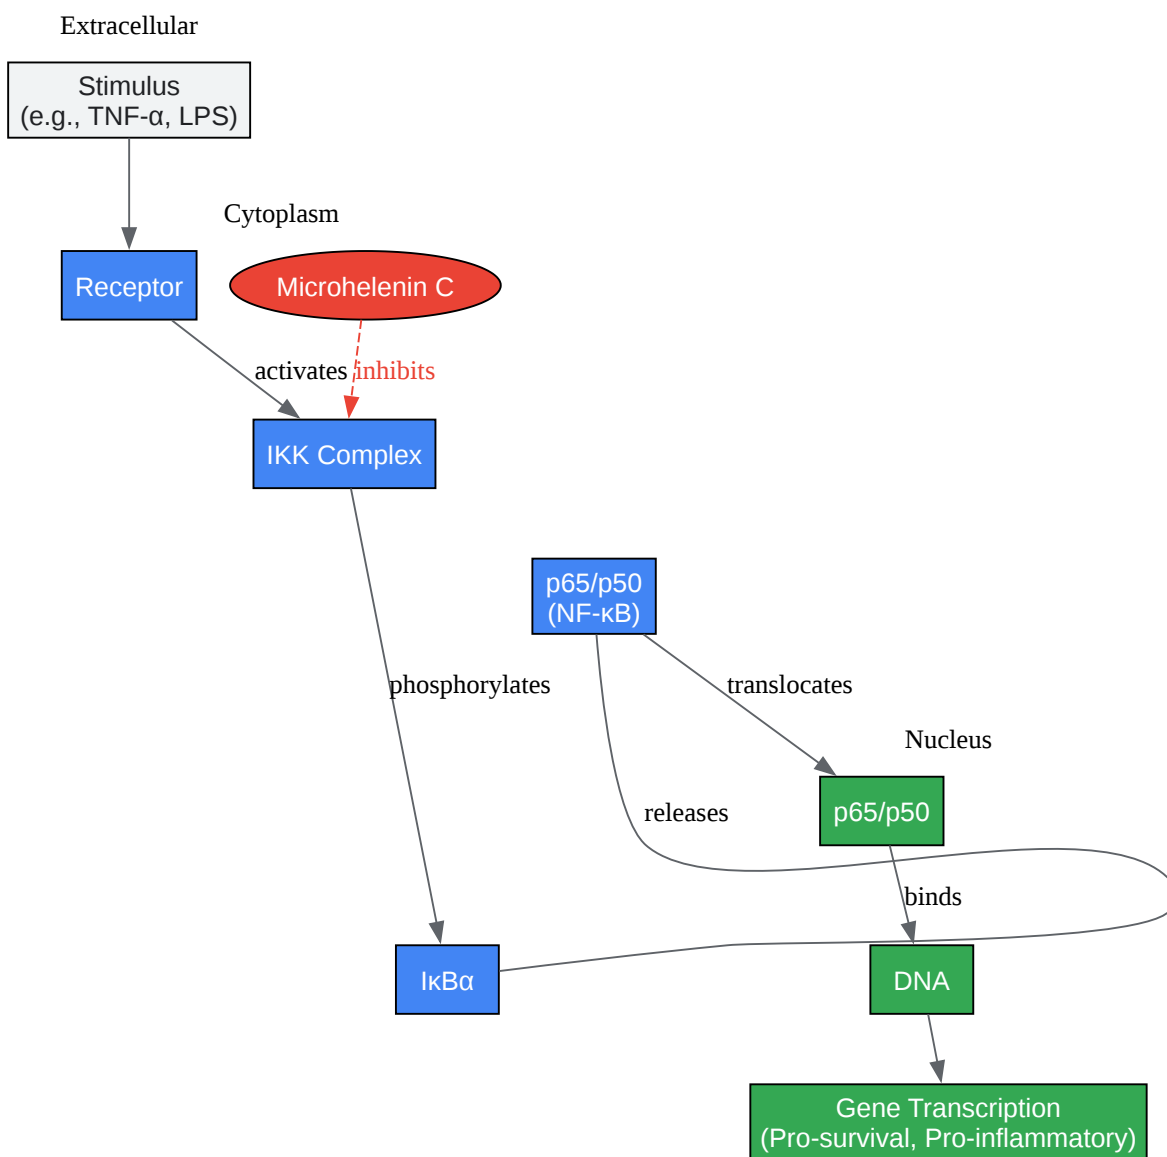 Extracellular
Stimulus
(e.g., TNF-α, LPS)
Cytoplasm
Receptor
Microhelenin C
activates
inhibits
IKK Complex
p65/p50
(NF-κB)
phosphorylates
translocates
Nucleus
releases
p65/p50
binds
IκBα
DNA
Gene Transcription
(Pro-survival, Pro-inflammatory)